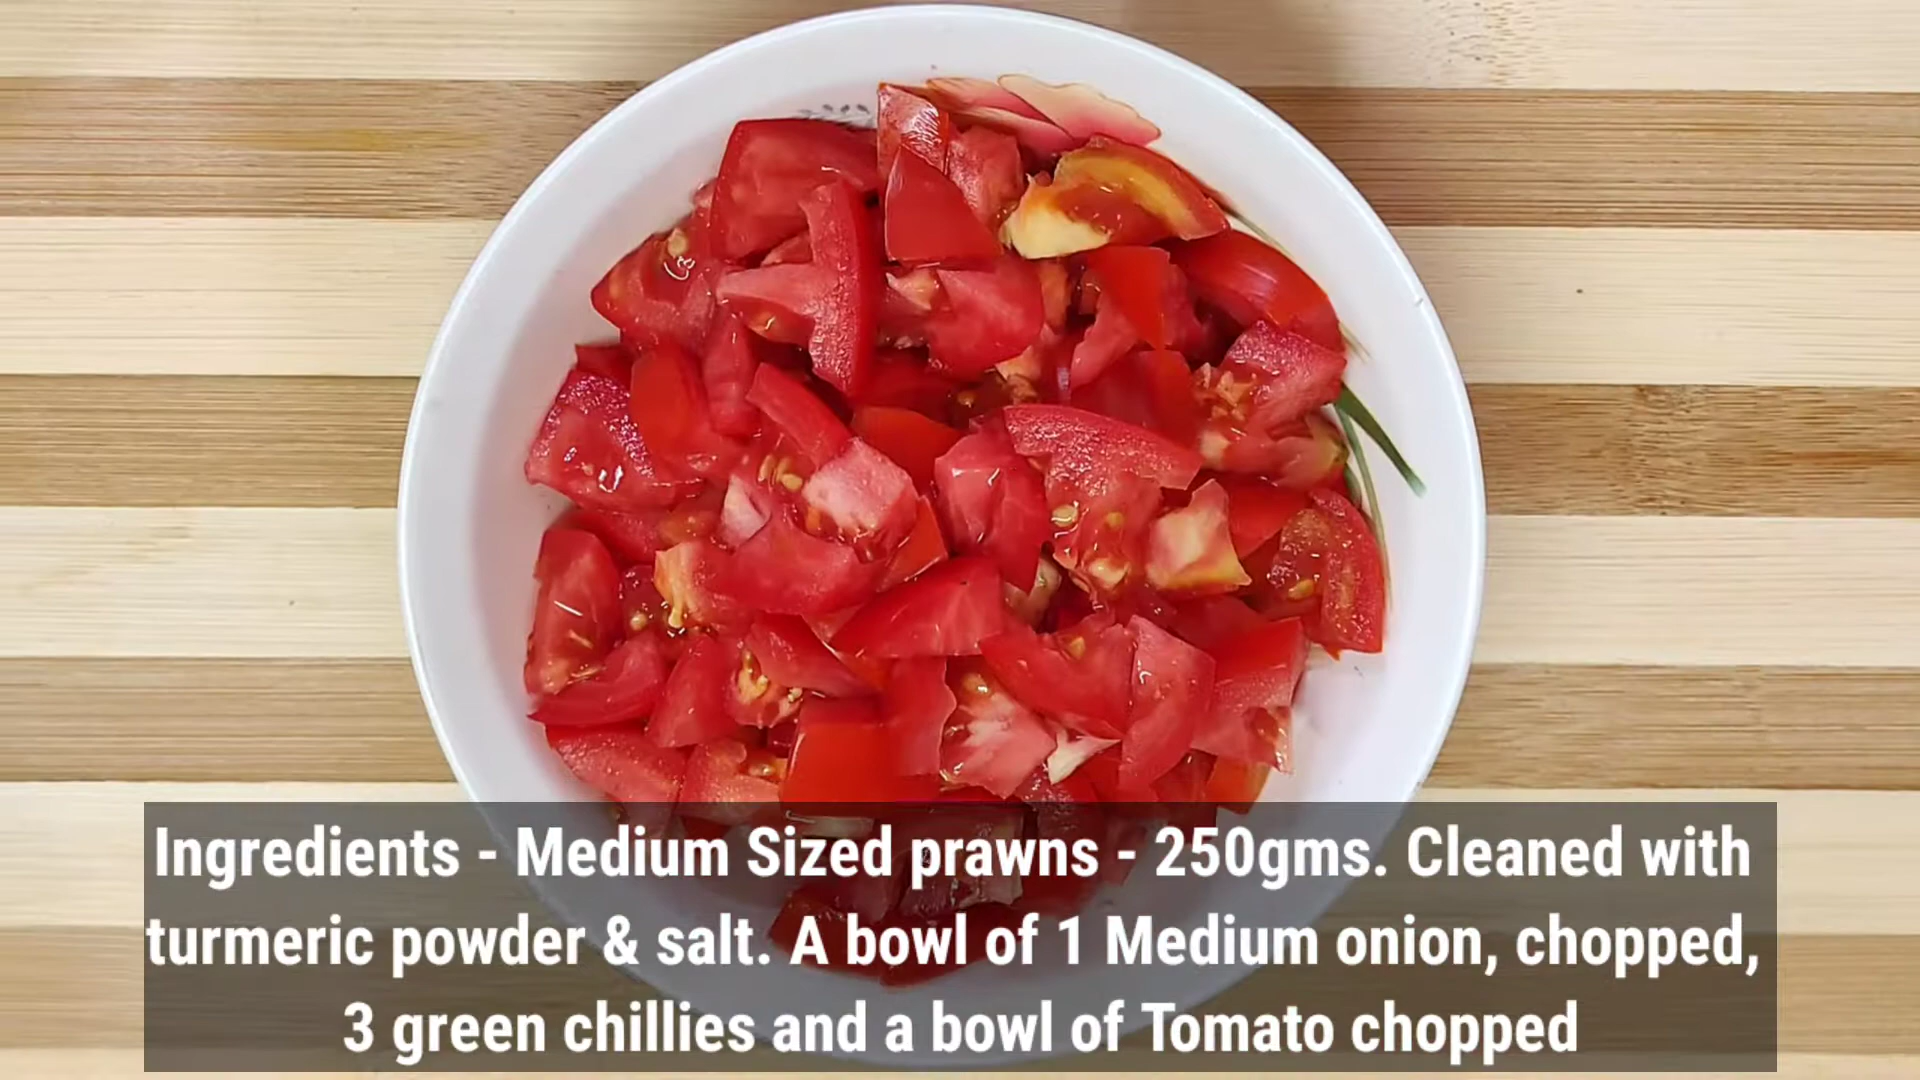 Ingredients - Medium Sized prawns - 250gms. Cleaned with
turmeric powder & salt. A bowl of 1 Medium onion, chopped,
3 green chillies and a bowl of Tomato chopped